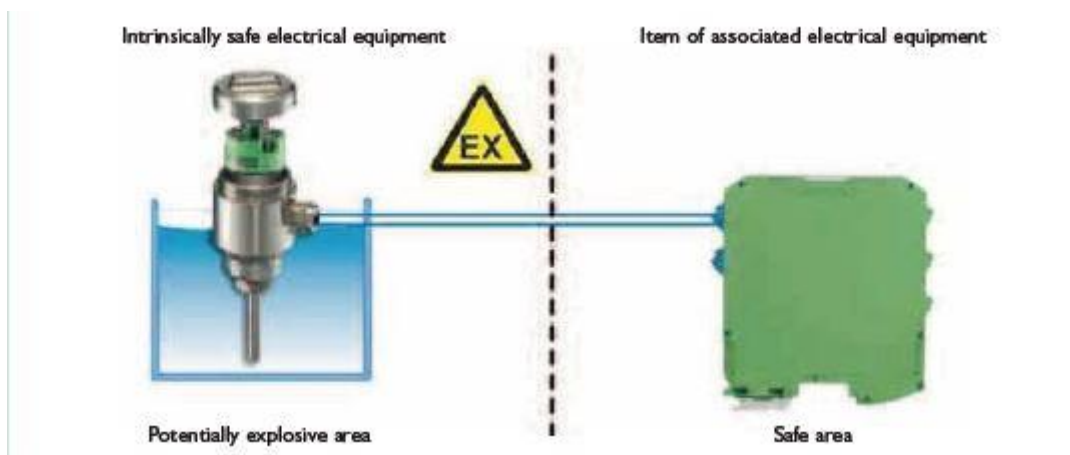 Intrinsically safe electrical equipment
Item of associated electrical equipment
EX
Potentially explosive area
Safe area